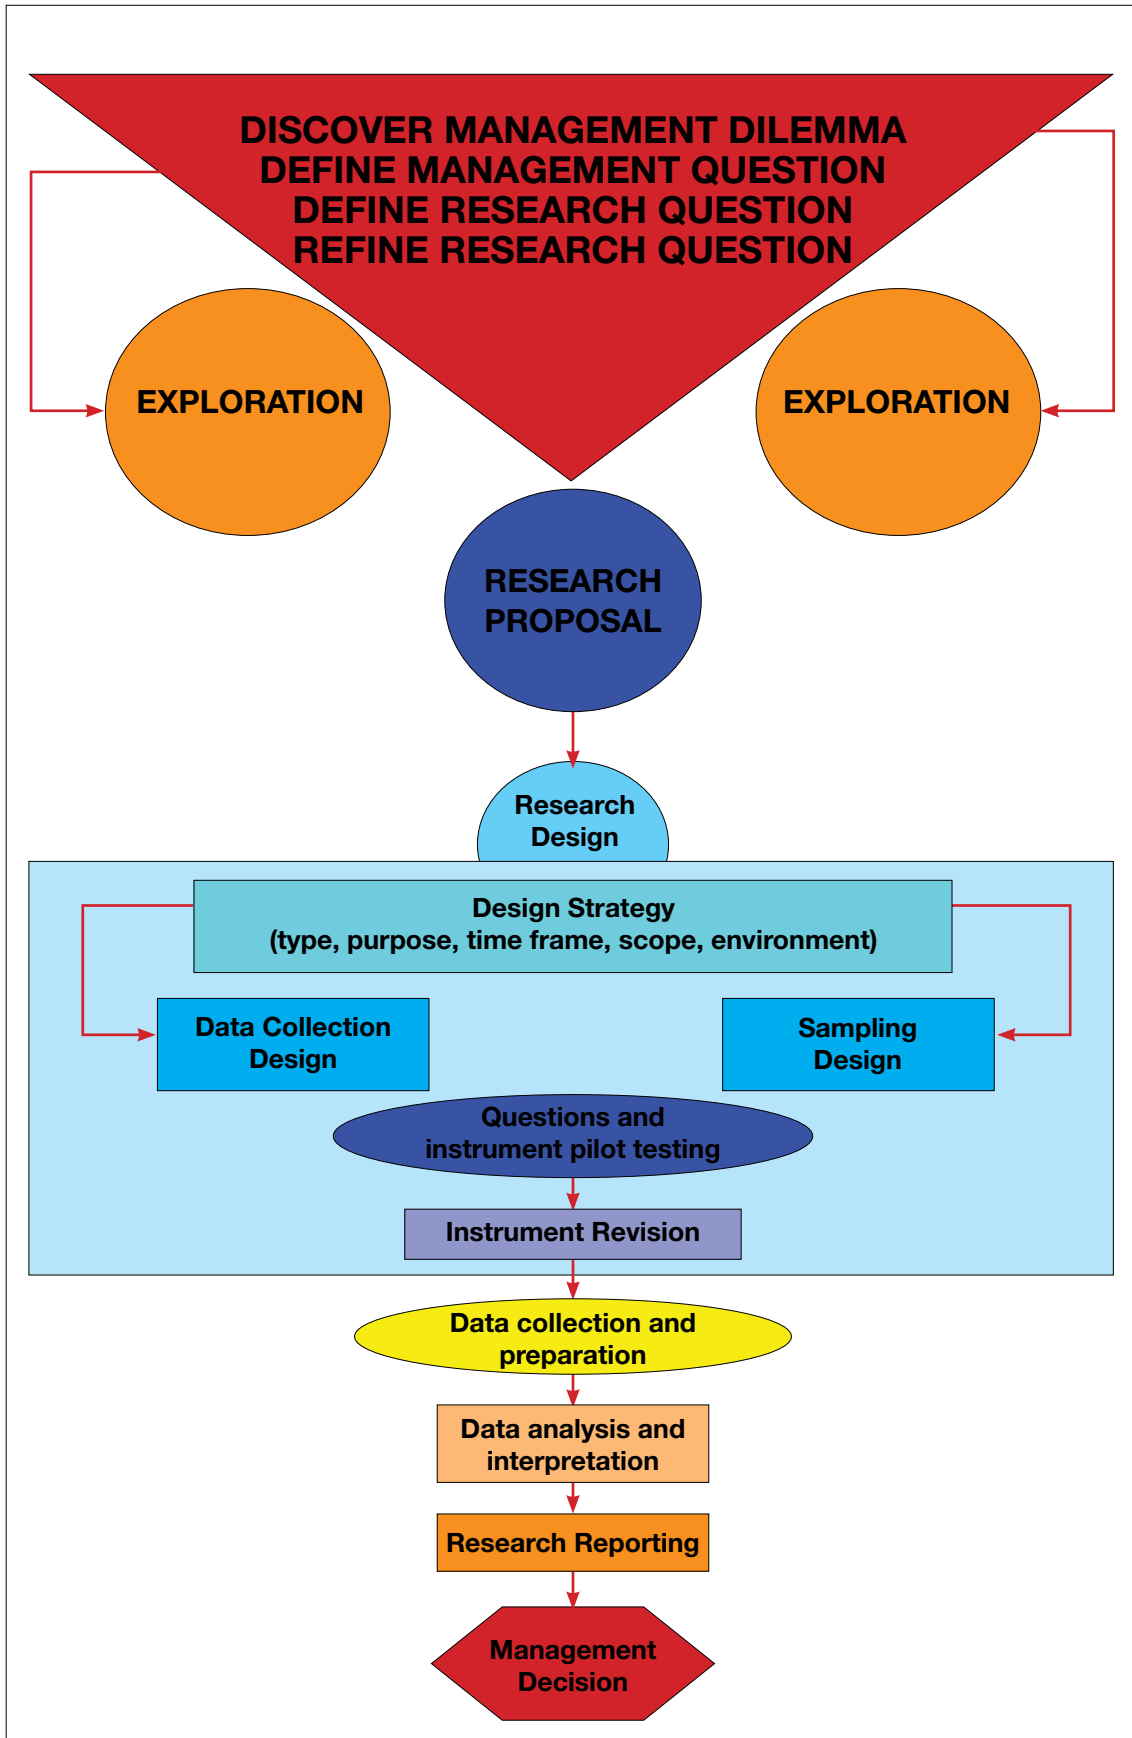 DISCOVER MANAGEMENT DILEMMA
DEFINE MANAGEMENT QUESTION
DEFINE RESEARCH QUESTION
REFINE RESEARCH QUESTION
EXPLORATION
EXPLORATION
RESEARCH
PROPOSAL
Research
Design
Design Strategy
(type, purpose, time frame, scope, environment)
Data Collection
Design
Sampling
Design
Questions and
instrument pilot testing
Instrument Revision
Data collection and
preparation
Data analysis and
interpretation
Research Reporting
Management
Decision